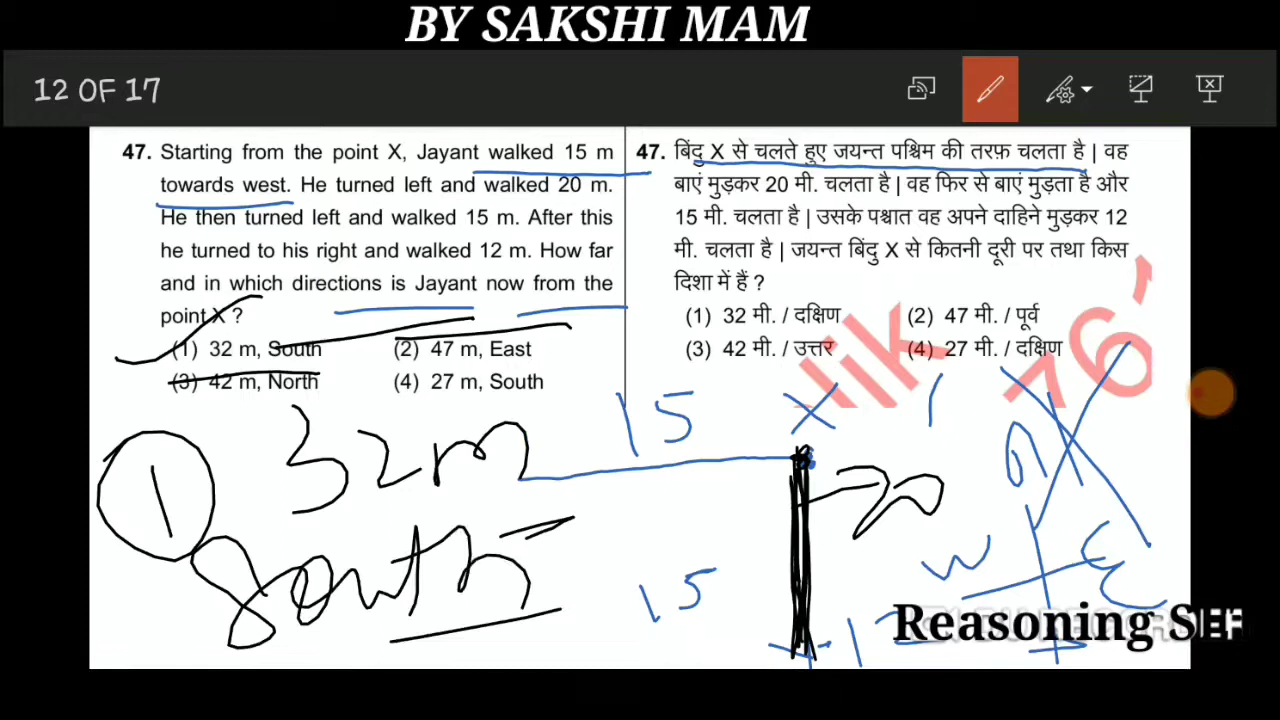 BY SAKSHI MAM
12 OF 17
47. Starting from the point X, Jayant walked 15 m
towards west. He turned left and walked 20 m.
He then turned left and walked 15 m. After this
he turned to his right and walked 12 m. How far
and in which directions is Jayant now from the
point X ?
(1) 32 m, South (2) 47 m, East
(3) 42 m, North (4) 27 m, South
47. बिंदु X से चलते हुए जयन्त पश्चिम की तरफ़ चलता है | वह
बाएं मुड़कर 20 मी. चलता है | वह फिर से बाएं मुड़ता है और
15 मी. चलता है | उसके पश्चात वह अपने दाहिने मुड़कर 12
मी. चलता है | जयन्त बिंदु X से कितनी दूरी पर तथा किस
दिशा में हैं ?
(1) 32 मी. / दक्षिण (2) 47 मी. / पूर्व
(3) 42 मी. / उत्तर (4) 27 मी. / दक्षिण
15 X
1 32m 20
South
15 W E
12
Reasoning S